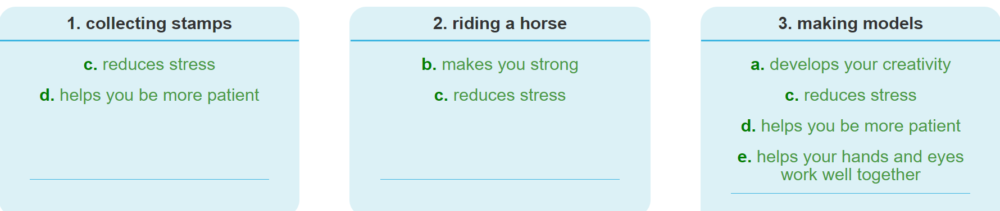 1. collecting stamps
c. reduces stress
d. helps you be more patient
2. riding a horse
b. makes you strong
c. reduces stress
3. making models
a. develops your creativity
c. reduces stress
d. helps you be more patient
e. helps your hands and eyes
work well together